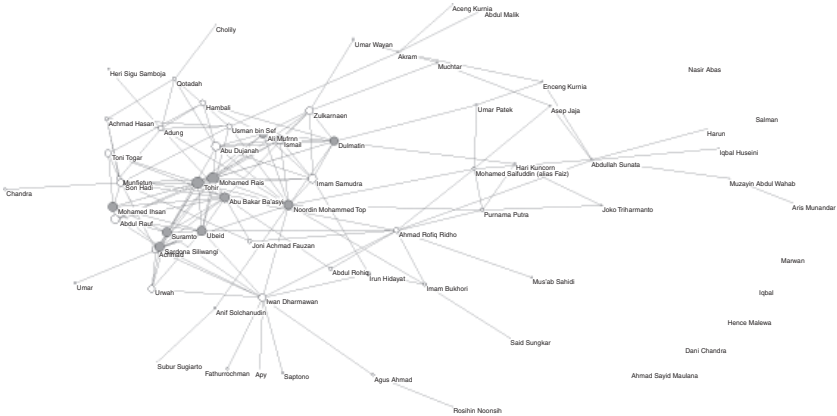 Aceng Kurnia
Abdul Malik
Cholily
Umar Wayan
Akram
Muchtar
Heri Sigu Samboja
Qotadah
Nasir Abas
Enceng Kurnia
Hambali
Umar Patek
Asep Jaja
Zulkarnaen
Salman
Achmad Hasan
Adung
Usman bin Sef
Harun
Ali Mufrnn
Ismail
Dulmatin
Abu Dujanah
Iqbal Huseini
Toni Togar
Abdullah Sunata
Hari Kuncorn
Mohamed Saifuddin (alias Faiz)
Munfietun
Son Hadi
Tohir
Mohamed Rais
Imam Samudra
Muzayin Abdul Wahab
Chandra
Abu Bakar Ba'asyi
Aris Munandar
Mohamed Ihsan
Noordin Mohammed Top
Purnama Putra
Joko Triharmanto
Abdul Rauf
Suramto
Ubeid
Ahmad Rofiq Ridho
Joni Achmad Fauzan
Sardona Siliwangi
Achmad
Marwan
Abdul Rohiq
Irun Hidayat
Mus'ab Sahidi
Umar
Urwah
Imam Bukhori
Iqbal
Iwan Dharmawan
Anif Solchanudin
Hence Malewa
Said Sungkar
Dani Chandra
Subur Sugiarto
Fathurrochman
Apy
Saptono
Agus Ahmad
Ahmad Sayid Maulana
Rosihin Noonsih